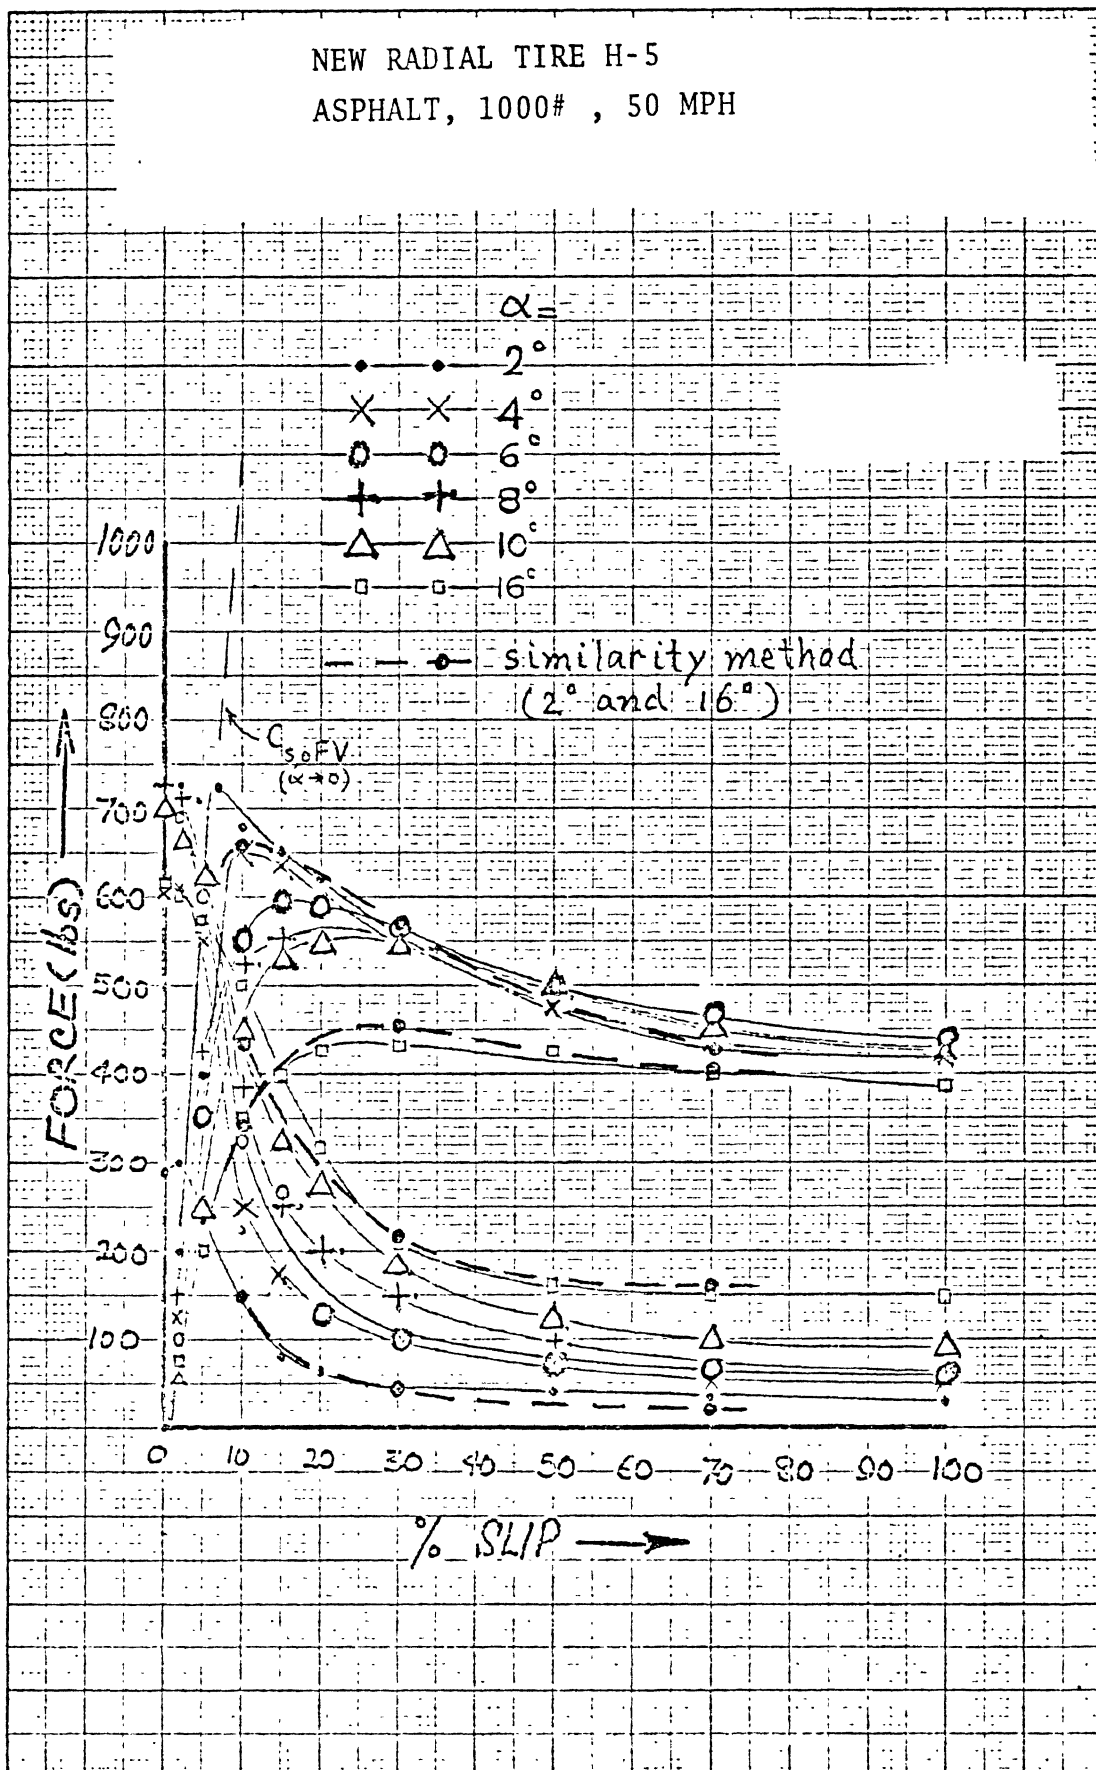 NEW RADIAL TIRE H-5
ASPHALT, 1000# , 50 MPH
α=
2°
4°
6°
8°
10°
16°
similarity method
(2° and 16°)
C s,o FV
(α→0)
1000
900
800
700
600
500
400
300
200
100
FORCE (lbs)
0 10 20 30 40 50 60 70 80 90 100
% SLIP